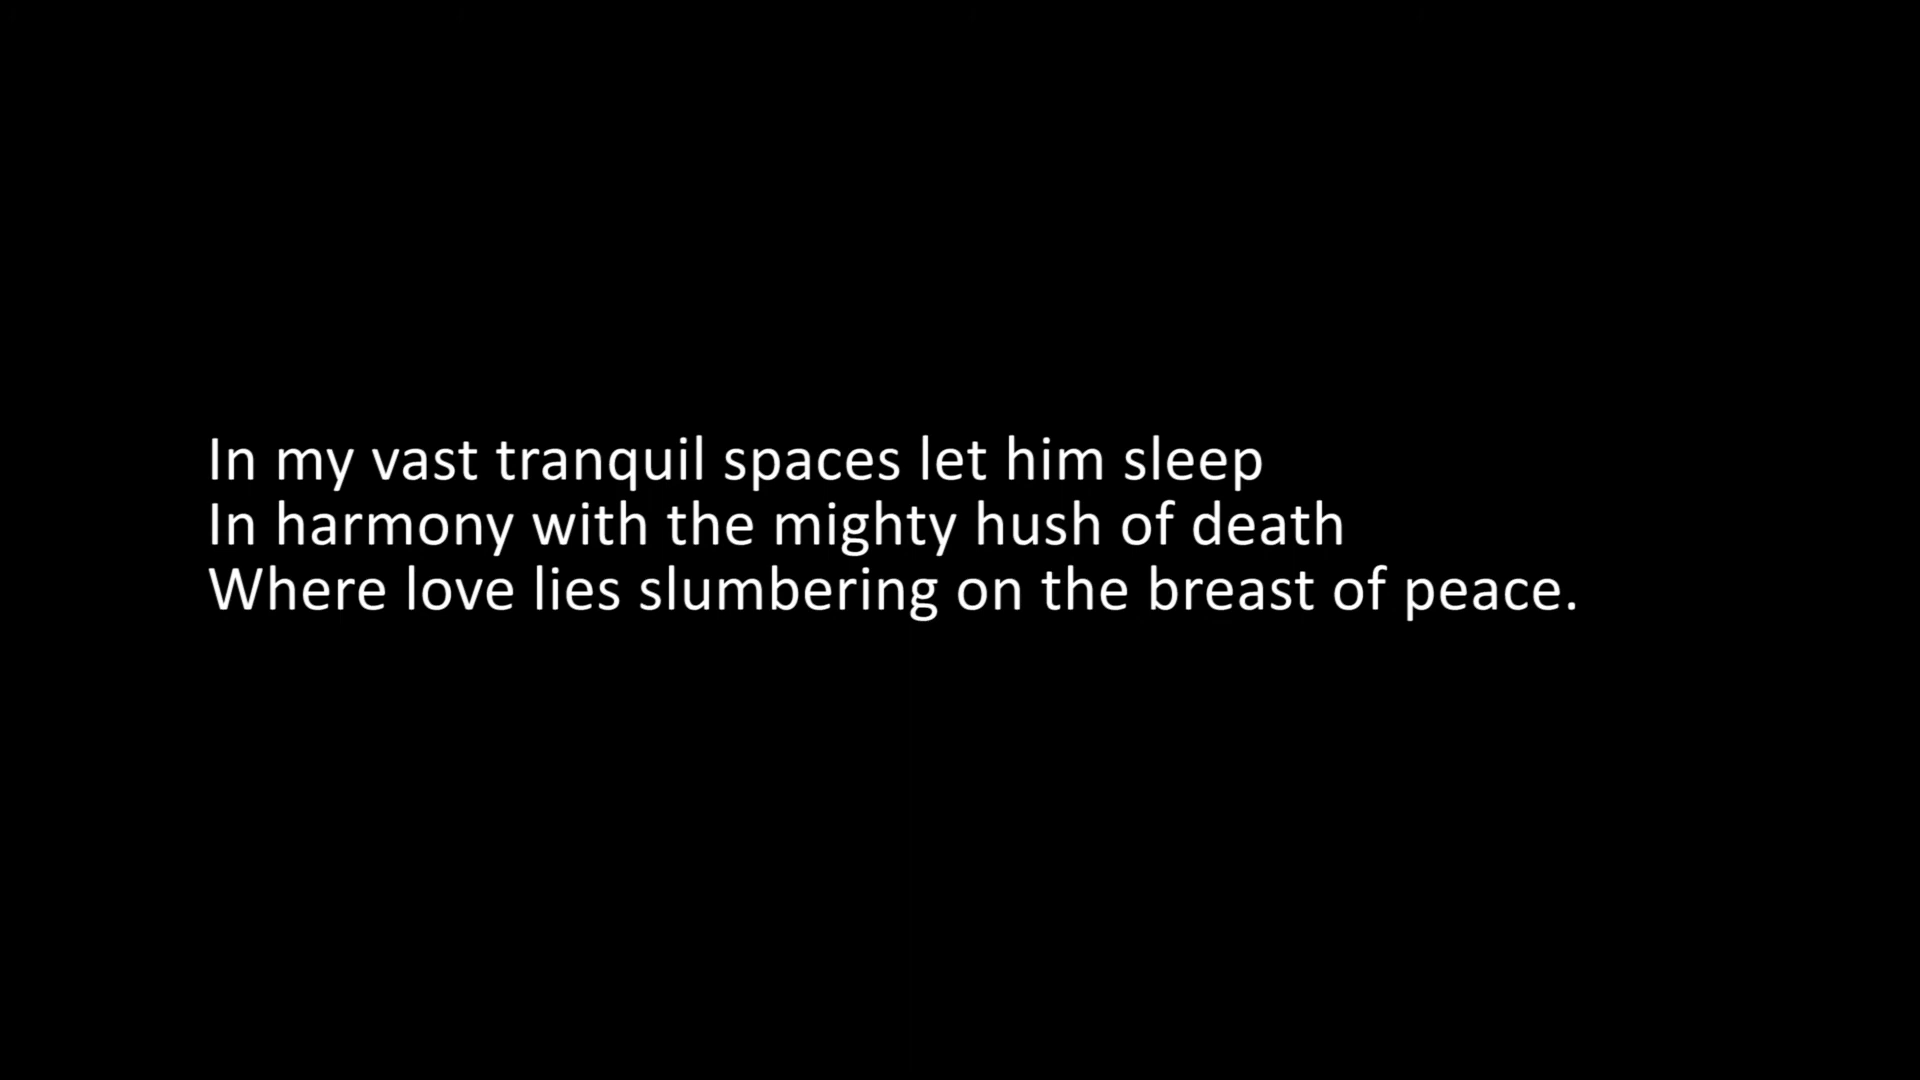 In my vast tranquil spaces let him sleep
In harmony with the mighty hush of death
Where love lies slumbering on the breast of peace.